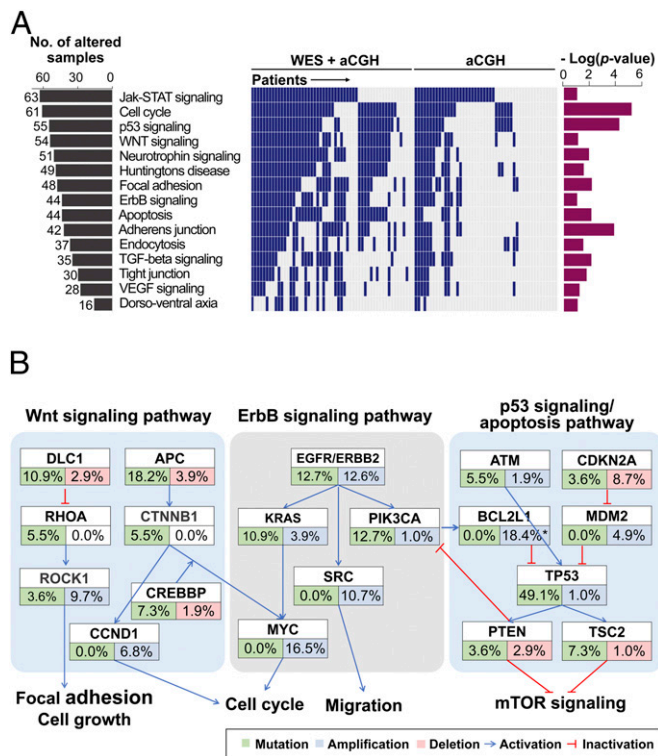 A
No. of altered samples
60 30 0
WES + aCGH
aCGH
- Log(p-value)
Patients
0 2 4 6
63 Jak-STAT signaling
61 Cell cycle
55 p53 signaling
54 WNT signaling
51 Neurotrophin signaling
49 Huntingtons disease
48 Focal adhesion
44 ErbB signaling
44 Apoptosis
42 Adherens junction
37 Endocytosis
35 TGF-beta signaling
30 Tight junction
28 VEGF signaling
16 Dorso-ventral axia
B
Wnt signaling pathway
DLC1
10.9% 2.9%
APC
18.2% 3.9%
RHOA
5.5% 0.0%
CTNNB1
5.5% 0.0%
ROCK1
3.6% 9.7%
CREBBP
7.3% 1.9%
CCND1
0.0% 6.8%
ErbB signaling pathway
EGFR/ERBB2
12.7% 12.6%
KRAS
10.9% 3.9%
PIK3CA
12.7% 1.0%
SRC
0.0% 10.7%
MYC
0.0% 16.5%
p53 signaling/
apoptosis pathway
ATM
5.5% 1.9%
CDKN2A
3.6% 8.7%
BCL2L1
0.0% 18.4%*
MDM2
0.0% 4.9%
TP53
49.1% 1.0%
PTEN
3.6% 2.9%
TSC2
7.3% 1.0%
Focal adhesion
Cell growth
Cell cycle
Migration
mTOR signaling
Mutation Amplification Deletion Activation Inactivation